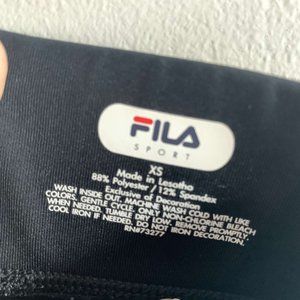 FILA
SPORT
XS
Made in Lesotho
88% Polyester / 12% Spandex
Exclusive of Decoration
WASH INSIDE OUT. MACHINE WASH COLD WITH LIKE
COLORS. GENTLE CYCLE. ONLY NON-CHLORINE BLEACH
WHEN NEEDED. TUMBLE DRY LOW. REMOVE PROMPTLY.
COOL IRON IF NEEDED. DO NOT IRON DECORATION.
RN#73277